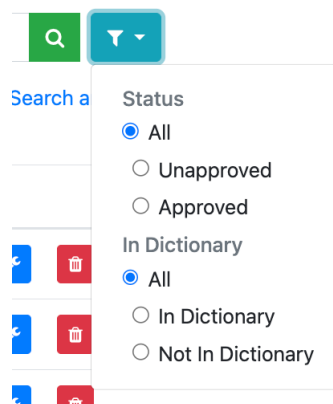 Search a
Status
All
Unapproved
Approved
In Dictionary
All
In Dictionary
Not In Dictionary